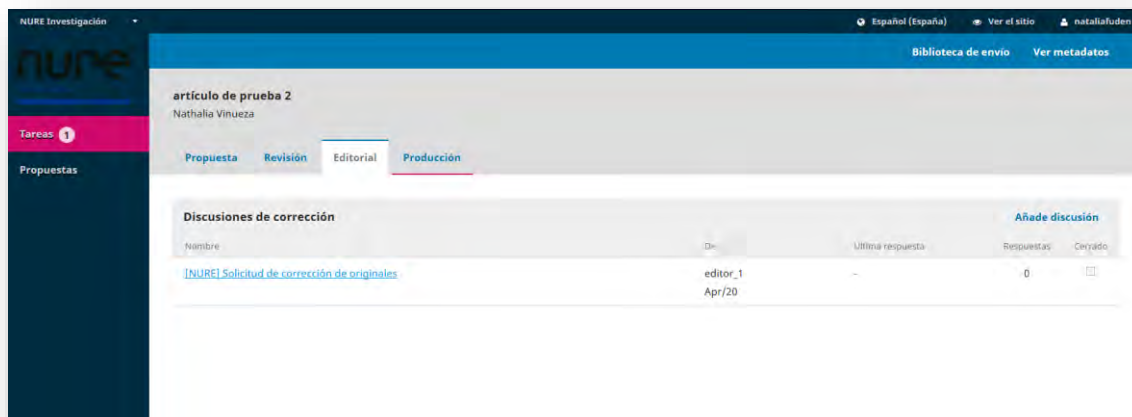 NURE Investigación
Español (España)
Ver el sitio
nataliafuden
nure
Biblioteca de envío
Ver metadatos
artículo de prueba 2
Nathalia Vinueza
Tareas 1
Propuestas
Propuesta
Revisión
Editorial
Producción
Discusiones de corrección
Añade discusión
Nombre
De
Última respuesta
Respuestas
Cerrado
[NURE] Solicitud de corrección de originales
editor_1
Apr/20
-
0